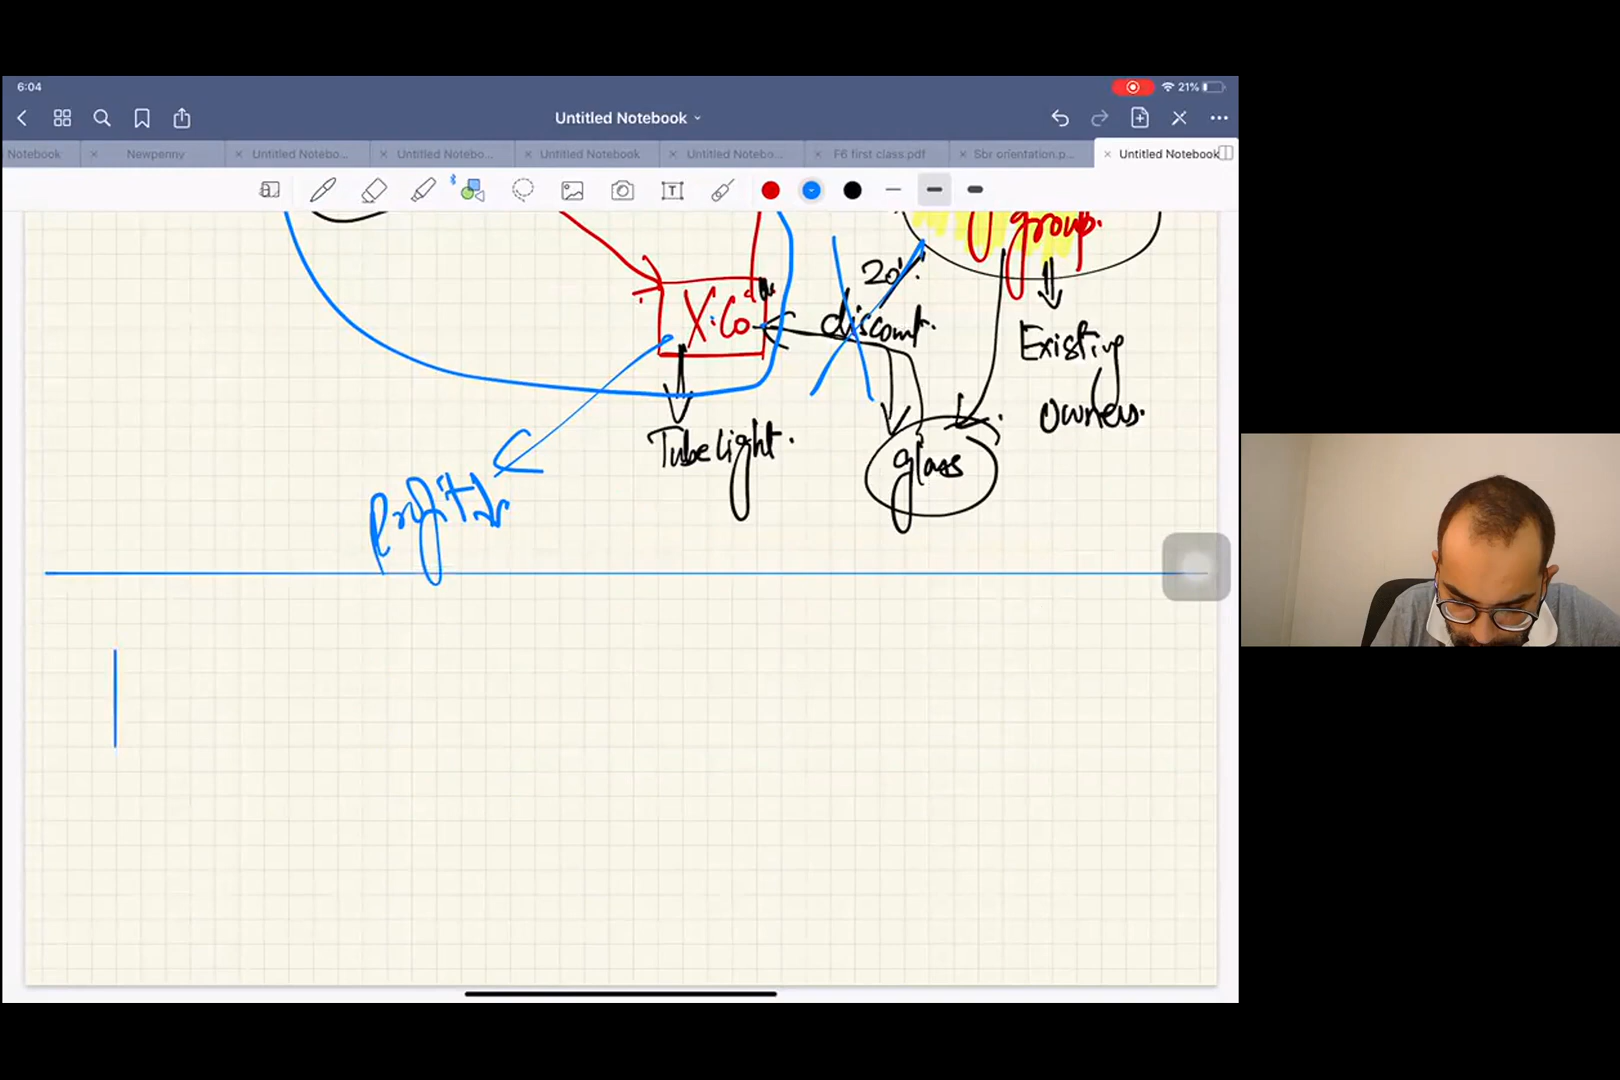 6:04
21%
Untitled Notebook
Notebook
Newpenny
Untitled Notebo...
Untitled Notebo...
Untitled Notebook
Untitled Notebo...
F6 first class.pdf
Sbr orientation.p...
Untitled Notebook
T
group.
20%
X.Co
discount.
Existing
owners.
Tubelight.
glass
Profit ↓